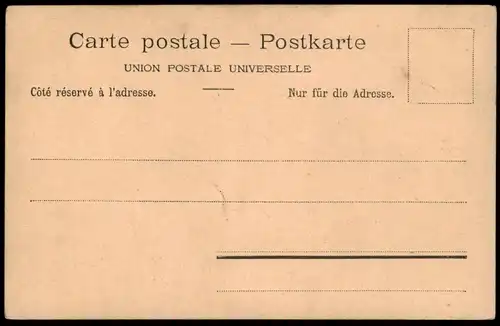 Carte postale — Postkarte
UNION POSTALE UNIVERSELLE
Côté réservé à l'adresse. Nur für die Adresse.